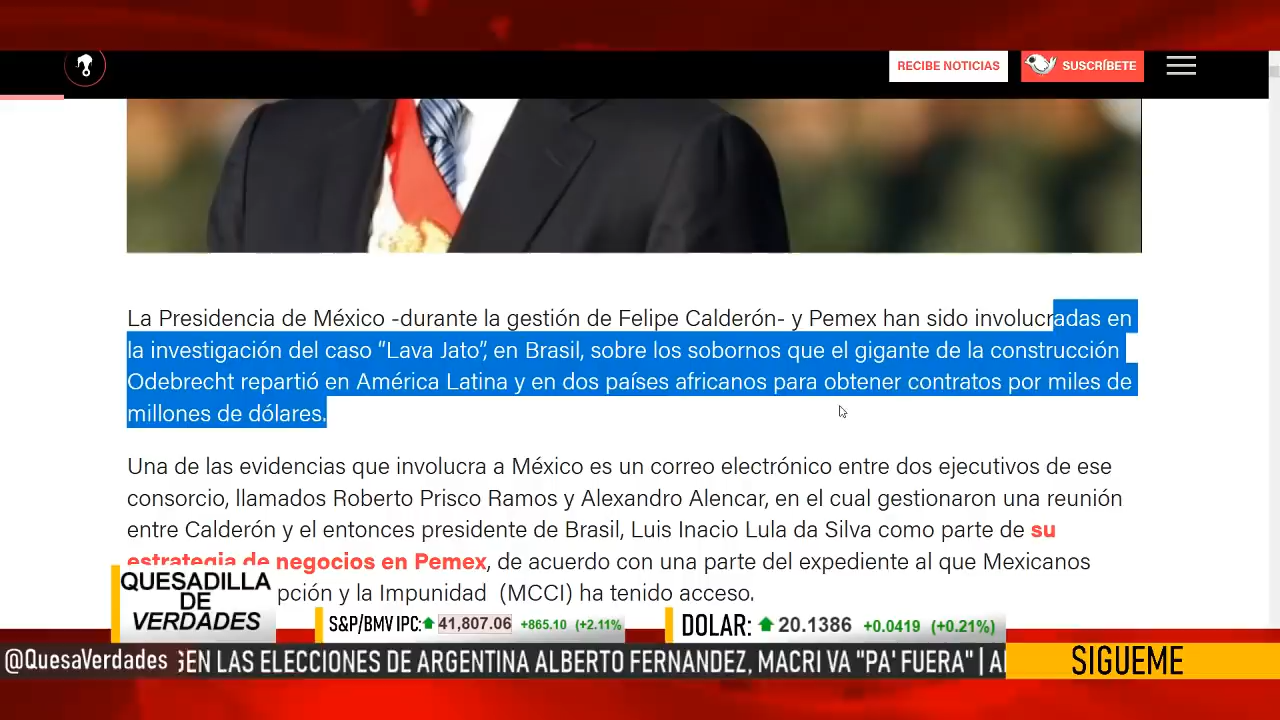 RECIBE NOTICIAS
SUSCRÍBETE
La Presidencia de México -durante la gestión de Felipe Calderón- y Pemex han sido involucradas en
la investigación del caso “Lava Jato”, en Brasil, sobre los sobornos que el gigante de la construcción
Odebrecht repartió en América Latina y en dos países africanos para obtener contratos por miles de
millones de dólares.
Una de las evidencias que involucra a México es un correo electrónico entre dos ejecutivos de ese
consorcio, llamados Roberto Prisco Ramos y Alexandro Alencar, en el cual gestionaron una reunión
entre Calderón y el entonces presidente de Brasil, Luis Inacio Lula da Silva como parte de su
estrategia de negocios en Pemex, de acuerdo con una parte del expediente al que Mexicanos
pción y la Impunidad (MCCI) ha tenido acceso.
QUESADILLA
DE
VERDADES
S&P/BMV IPC: 41,807.06 +865.10 (+2.11%
DOLAR: 20.1386 +0.0419 (+0.21%)
@QuesaVerdades GEN LAS ELECCIONES DE ARGENTINA ALBERTO FERNANDEZ, MACRI VA "PA' FUERA" | A
SIGUEME